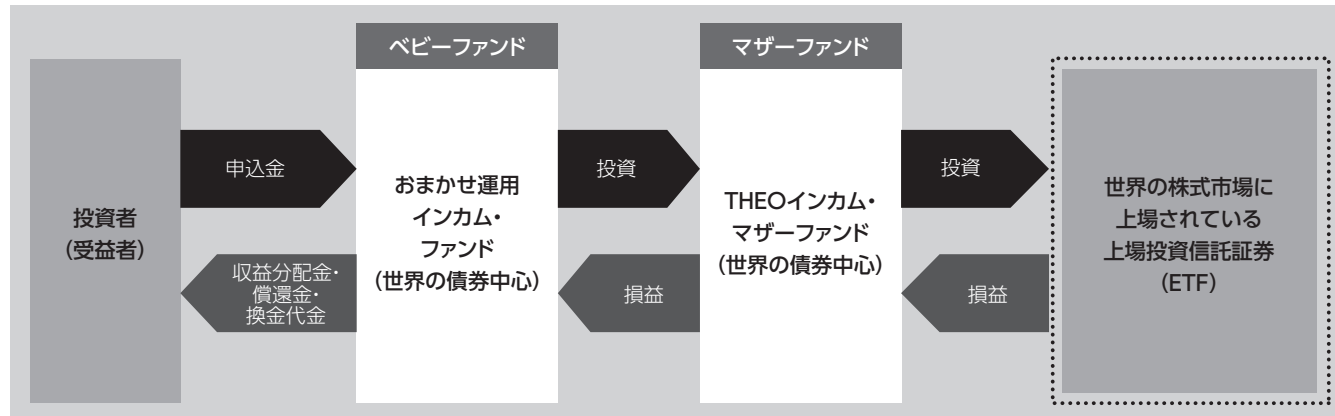 ベビーファンド
マザーファンド
投資者
(受益者)
申込金
収益分配金・
償還金・
換金代金
おまかせ運用
インカム・
ファンド
(世界の債券中心)
投資
損益
THEOインカム・
マザーファンド
(世界の債券中心)
投資
損益
世界の株式市場に
上場されている
上場投資信託証券
(ETF)